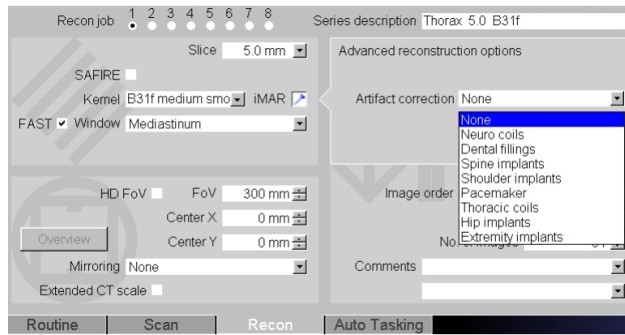 Recon job 1 2 3 4 5 6 7 8
Series description Thorax 5.0 B31f
Slice 5.0 mm
SAFIRE
Kernel B31f medium smo iMAR
FAST Window Mediastinum
Advanced reconstruction options
Artifact correction None
None
Neuro coils
Dental fillings
Spine implants
Shoulder implants
Pacemaker
Thoracic coils
Hip implants
Extremity implants
HD FoV FoV 300 mm
Center X 0 mm
Overview Center Y 0 mm
Mirroring None
Extended CT scale
Image order
Comments
Routine Scan Recon Auto Tasking